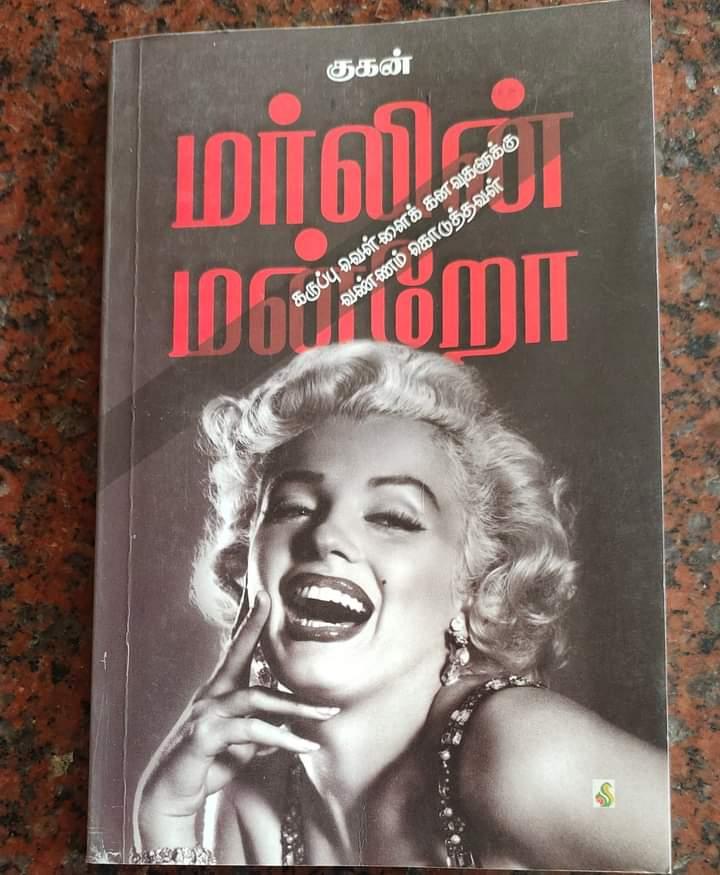 குகன்
மர்லின்
கருப்பு வெள்ளைக் கனவுகளுக்கு
வண்ணம் கொடுத்தவள்
மன்றோ